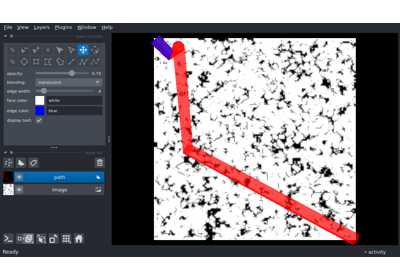 File View Layers Plugins Window Help
opacity: 0.70
blending: translucent
edge width:
face color: white
edge color: blue
display text:
path
image
Ready activity